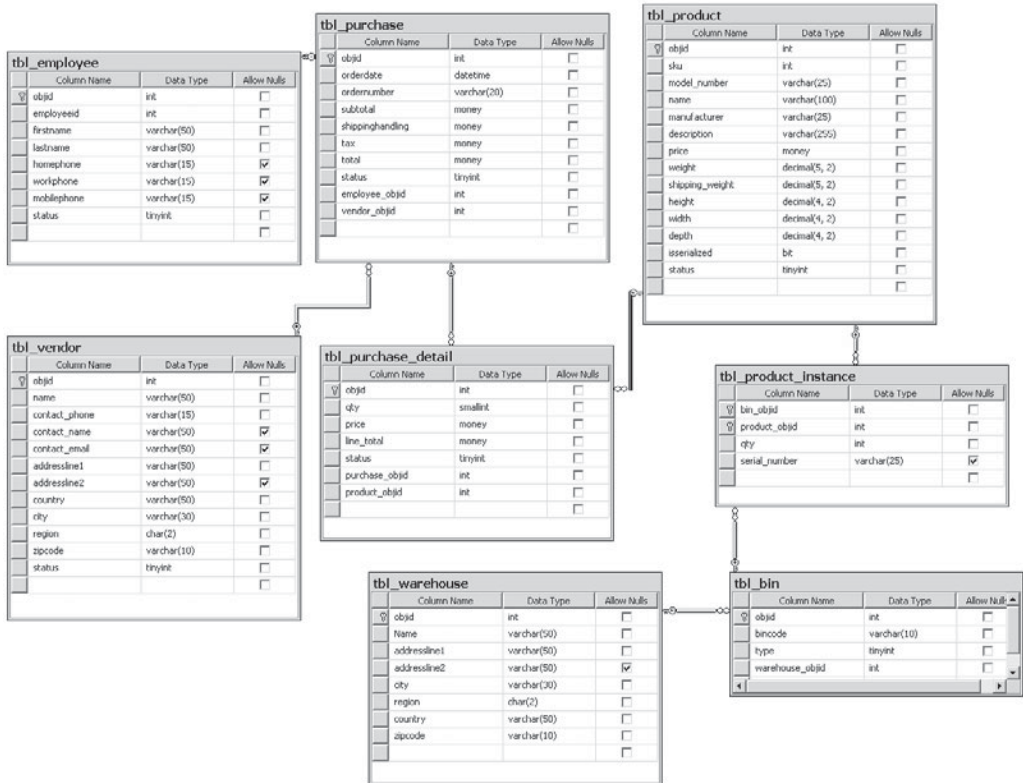 tbl_employee
Column Name Data Type Allow Nulls
objid int
employeeid int
firstname varchar(50)
lastname varchar(50)
homephone varchar(15)
workphone varchar(15)
mobilephone varchar(15)
status tinyint
tbl_purchase
Column Name Data Type Allow Nulls
objid int
orderdate datetime
ordernumber varchar(20)
subtotal money
shippinghandling money
tax money
total money
status tinyint
employee_objid int
vendor_objid int
tbl_product
Column Name Data Type Allow Nulls
objid int
sku int
model_number varchar(25)
name varchar(100)
manufacturer varchar(25)
description varchar(255)
price money
weight decimal(5, 2)
shipping_weight decimal(5, 2)
height decimal(4, 2)
width decimal(4, 2)
depth decimal(4, 2)
isserialized bit
status tinyint
tbl_vendor
Column Name Data Type Allow Nulls
objid int
name varchar(50)
contact_phone varchar(15)
contact_name varchar(50)
contact_email varchar(50)
addressline1 varchar(50)
addressline2 varchar(50)
country varchar(50)
city varchar(30)
region char(2)
zipcode varchar(10)
status tinyint
tbl_purchase_detail
Column Name Data Type Allow Nulls
objid int
qty smallint
price money
line_total money
status tinyint
purchase_objid int
product_objid int
tbl_product_instance
Column Name Data Type Allow Nulls
bin_objid int
product_objid int
qty int
serial_number varchar(25)
tbl_warehouse
Column Name Data Type Allow Nulls
objid int
Name varchar(50)
addressline1 varchar(50)
addressline2 varchar(50)
city varchar(30)
region char(2)
country varchar(50)
zipcode varchar(10)
tbl_bin
Column Name Data Type Allow Null
objid int
bincode varchar(10)
type tinyint
warehouse_objid int